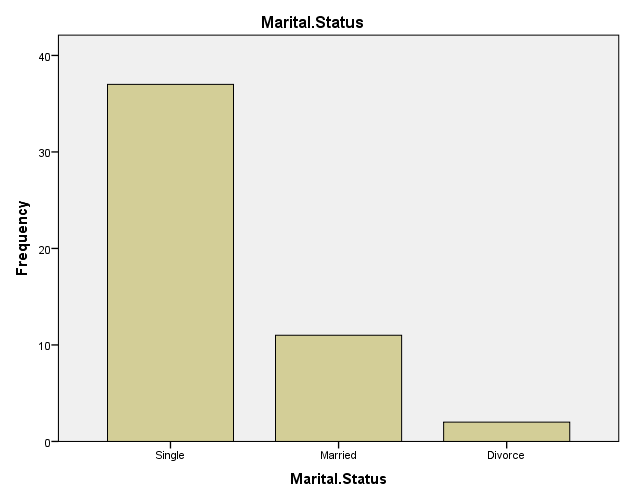 Marital.Status
40
30
20
10
0
Frequency
Single
Married
Divorce
Marital.Status